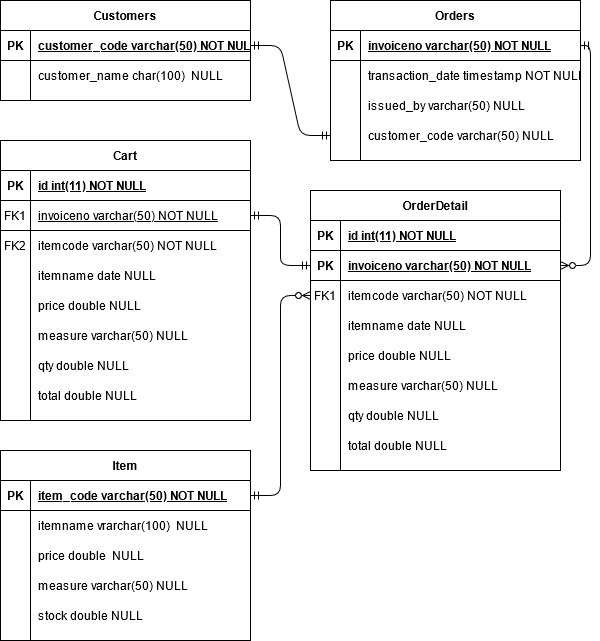 Customers
PK customer_code varchar(50) NOT NUL
customer_name char(100) NULL
Orders
PK invoiceno varchar(50) NOT NULL
transaction_date timestamp NOT NUL
issued_by varchar(50) NULL
customer_code varchar(50) NULL
Cart
PK id int(11) NOT NULL
FK1 invoiceno varchar(50) NOT NULL
FK2 itemcode varchar(50) NOT NULL
itemname date NULL
price double NULL
measure varchar(50) NULL
qty double NULL
total double NULL
OrderDetail
PK id int(11) NOT NULL
PK invoiceno varchar(50) NOT NULL
FK1 itemcode varchar(50) NOT NULL
itemname date NULL
price double NULL
measure varchar(50) NULL
qty double NULL
total double NULL
Item
PK item_code varchar(50) NOT NULL
itemname vrarchar(100) NULL
price double NULL
measure varchar(50) NULL
stock double NULL